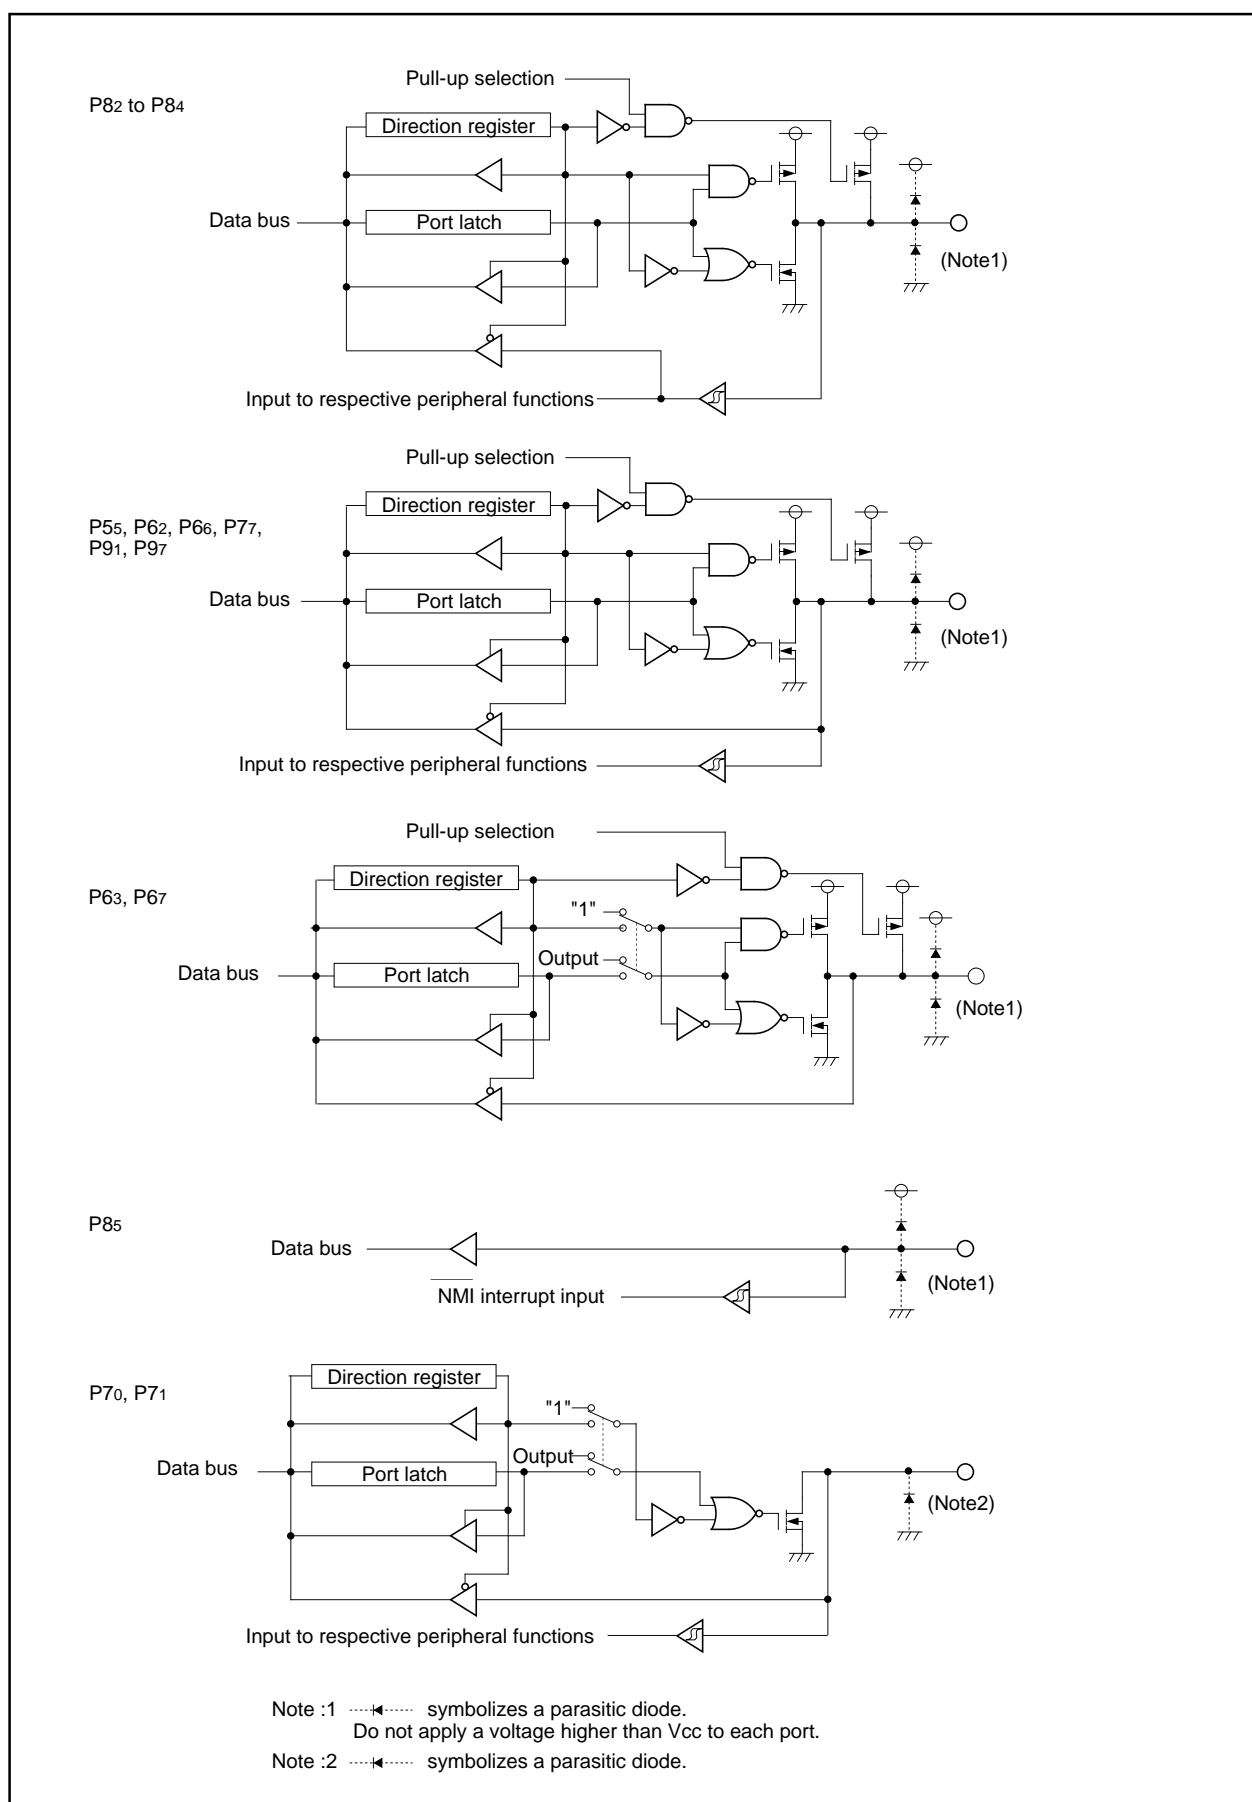 Pull-up selection
P82 to P84
Direction register
Data bus
Port latch
(Note1)
Input to respective peripheral functions
Pull-up selection
Direction register
P55, P62, P66, P77,
P91, P97
Data bus
Port latch
(Note1)
Input to respective peripheral functions
Pull-up selection
Direction register
P63, P67
"1"
Output
Data bus
Port latch
(Note1)
P85
Data bus
(Note1)
NMI interrupt input
Direction register
P70, P71
"1"
Output
Data bus
Port latch
(Note2)
Input to respective peripheral functions
Note :1 symbolizes a parasitic diode.
Do not apply a voltage higher than Vcc to each port.
Note :2 symbolizes a parasitic diode.